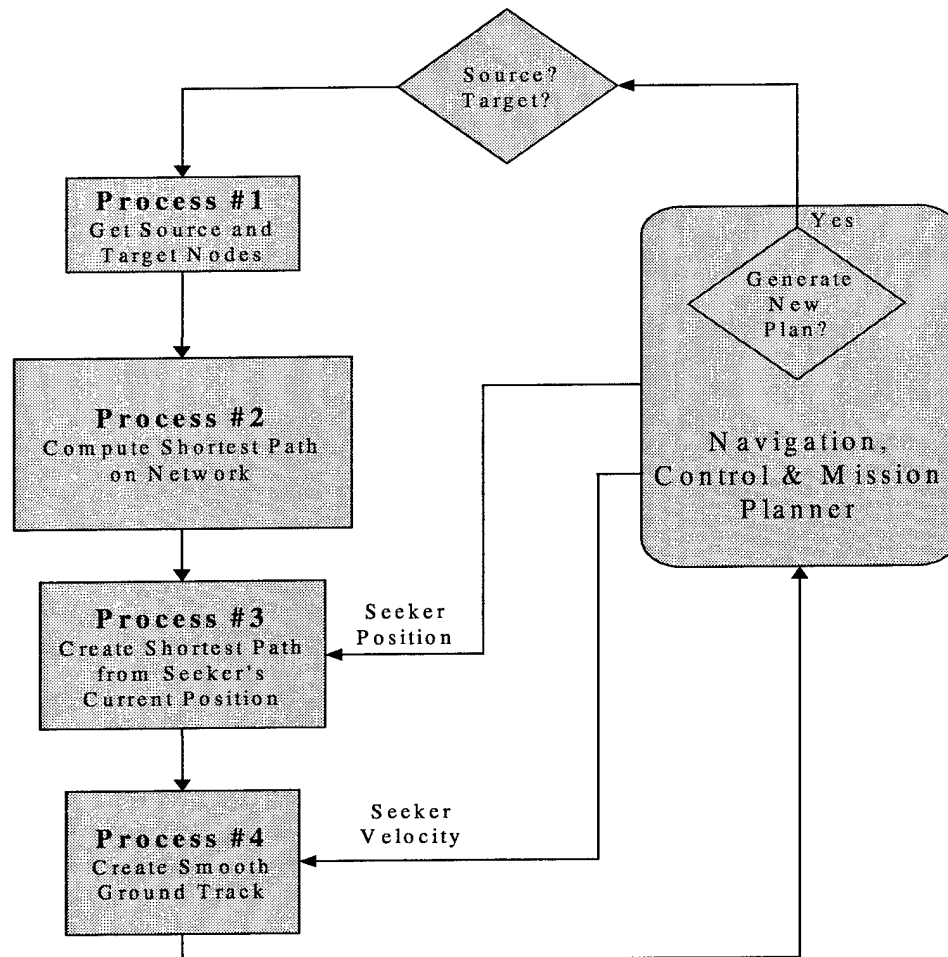 Source?
Target?
Process #1
Get Source and
Target Nodes
Yes
Generate
New
Plan?
Process #2
Compute Shortest Path
on Network
Navigation,
Control & Mission
Planner
Process #3
Create Shortest Path
from Seeker's
Current Position
Seeker
Position
Process #4
Create Smooth
Ground Track
Seeker
Velocity